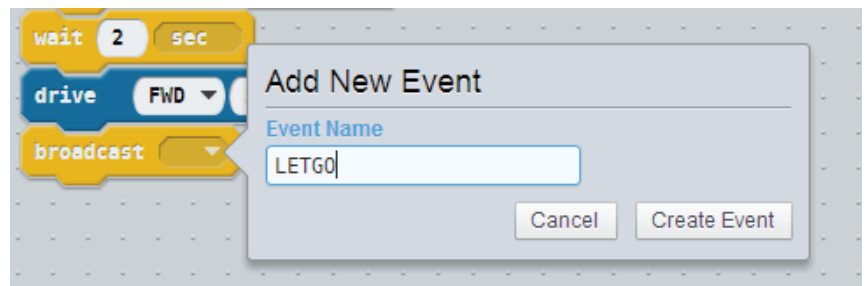 wait 2 sec
drive FWD
broadcast
Add New Event
Event Name
LETGO
Cancel Create Event